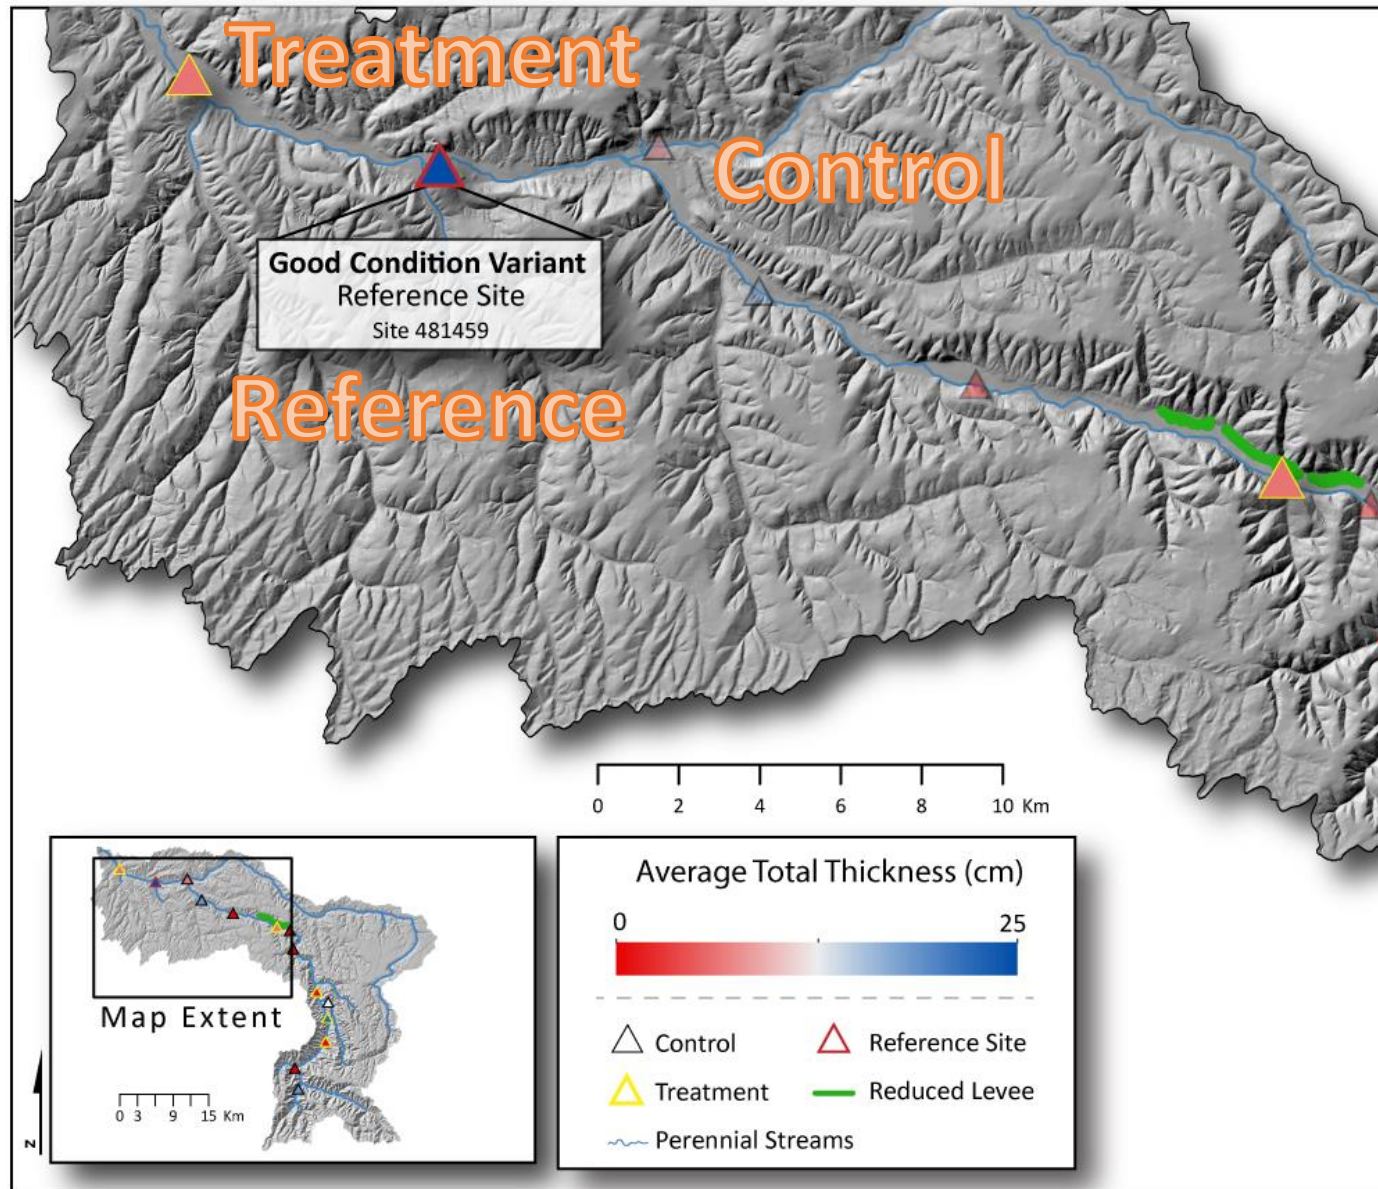 Treatment
Control
Good Condition Variant
Reference Site
Site 481459
Reference
0 2 4 6 8 10 Km
Map Extent
0 3 9 15 Km
N
Average Total Thickness (cm)
0 25
Control
Reference Site
Treatment
Reduced Levee
Perennial Streams